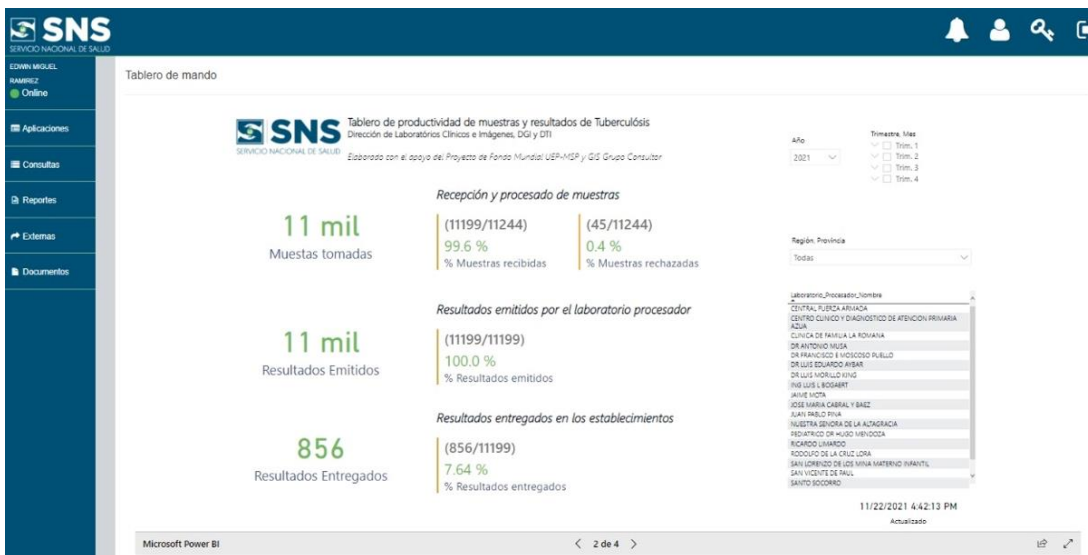 SNS
SERVICIO NACIONAL DE SALUD
EDWIN MIGUEL
RAMIREZ
Online
Aplicaciones
Consultas
Reportes
Externas
Documentos
Tablero de mando
SNS
SERVICIO NACIONAL DE SALUD
Tablero de productividad de muestras y resultados de Tuberculósis
Dirección de Laboratórios Clínicos e Imágenes, DGI y DTI
Elaborado con el apoyo del Proyecto de Fondo Mundial UEP-MSP y GIS Grupo Consultor
Año
2021
Trimestre, Mes
Trim. 1
Trim. 2
Trim. 3
Trim. 4
Recepción y procesado de muestras
11 mil
Muestas tomadas
(11199/11244)
99.6 %
% Muestras recibidas
(45/11244)
0.4 %
% Muestras rechazadas
Región, Provincia
Todas
Resultados emitidos por el laboratorio procesador
11 mil
Resultados Emitidos
(11199/11199)
100.0 %
% Resultados emitidos
Resultados entregados en los establecimientos
856
Resultados Entregados
(856/11199)
7.64 %
% Resultados entregados
Laboratorio_Procesador_Nombre
CENTRAL FUERZA ARMADA
CENTRO CLINICO Y DIAGNOSTICO DE ATENCION PRIMARIA
AZUA
CLINICA DE FAMILIA LA ROMANA
DR ANTONIO MUSA
DR FRANCISCO E MOSCOSO PUELLO
DR LUIS EDUARDO AYBAR
DR LUIS MORILLO KING
ING LUIS L BOGAERT
JAIME MOTA
JOSE MARIA CABRAL Y BAEZ
JUAN PABLO PINA
NUESTRA SENORA DE LA ALTAGRACIA
PEDIATRICO DR HUGO MENDOZA
RICARDO LIMARDO
RODOLFO DE LA CRUZ LORA
SAN LORENZO DE LOS MINA MATERNO INFANTIL
SAN VICENTE DE PAUL
SANTO SOCORRO
11/22/2021 4:42:13 PM
Actualizado
Microsoft Power BI
2 de 4